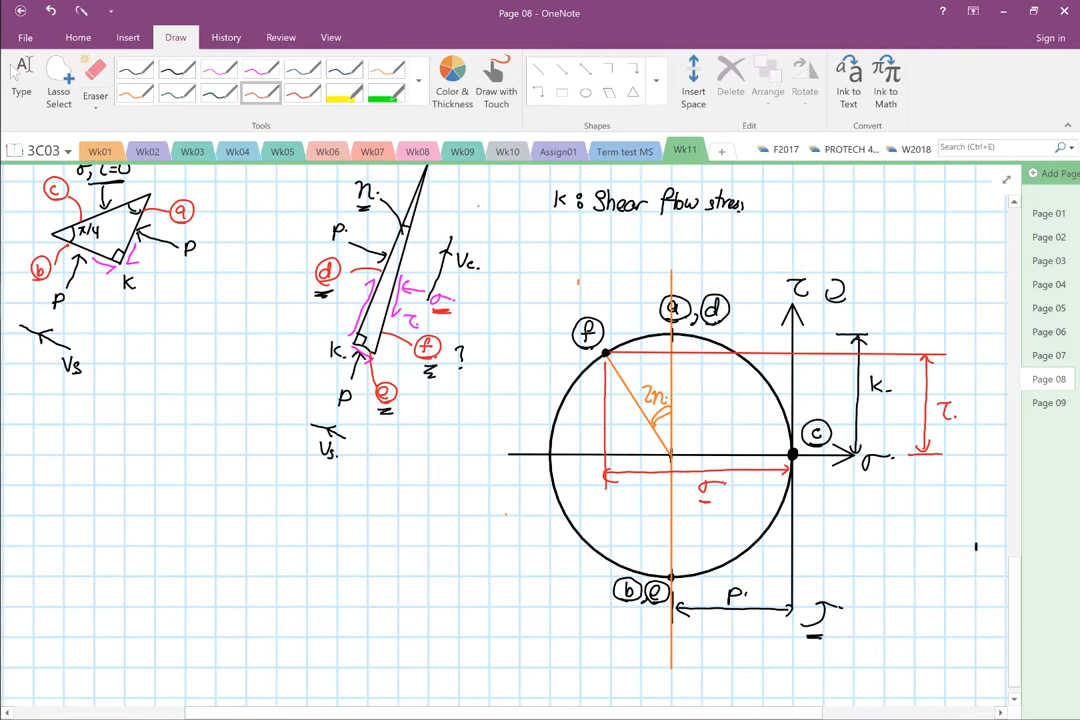 Page 08 - OneNote
File Home Insert Draw History Review View
Sign in
Type
Lasso Select
Eraser
Color & Thickness
Draw with Touch
Insert Space
Delete
Arrange
Rotate
Ink to Text
Ink to Math
Tools
Shapes
Edit
Convert
3C03
Wk01 Wk02 Wk03 Wk04 Wk05 Wk06 Wk07 Wk08 Wk09 Wk10 Assign01 Term test MS Wk11
F2017 PROTECH 4... W2018
Search (Ctrl+E)
Add Page
Page 01
Page 02
Page 03
Page 04
Page 05
Page 06
Page 07
Page 08
Page 09
σ, τ=0
c
a
π/4
b
P
P
K
Vs
n.
P.
d
Vc.
σ
τ.
f ?
K.
P
e
Vs.
k : Shear flow stress
τ
a, d
f
2n.
K.
τ.
c
σ.
σ
b, e
P.